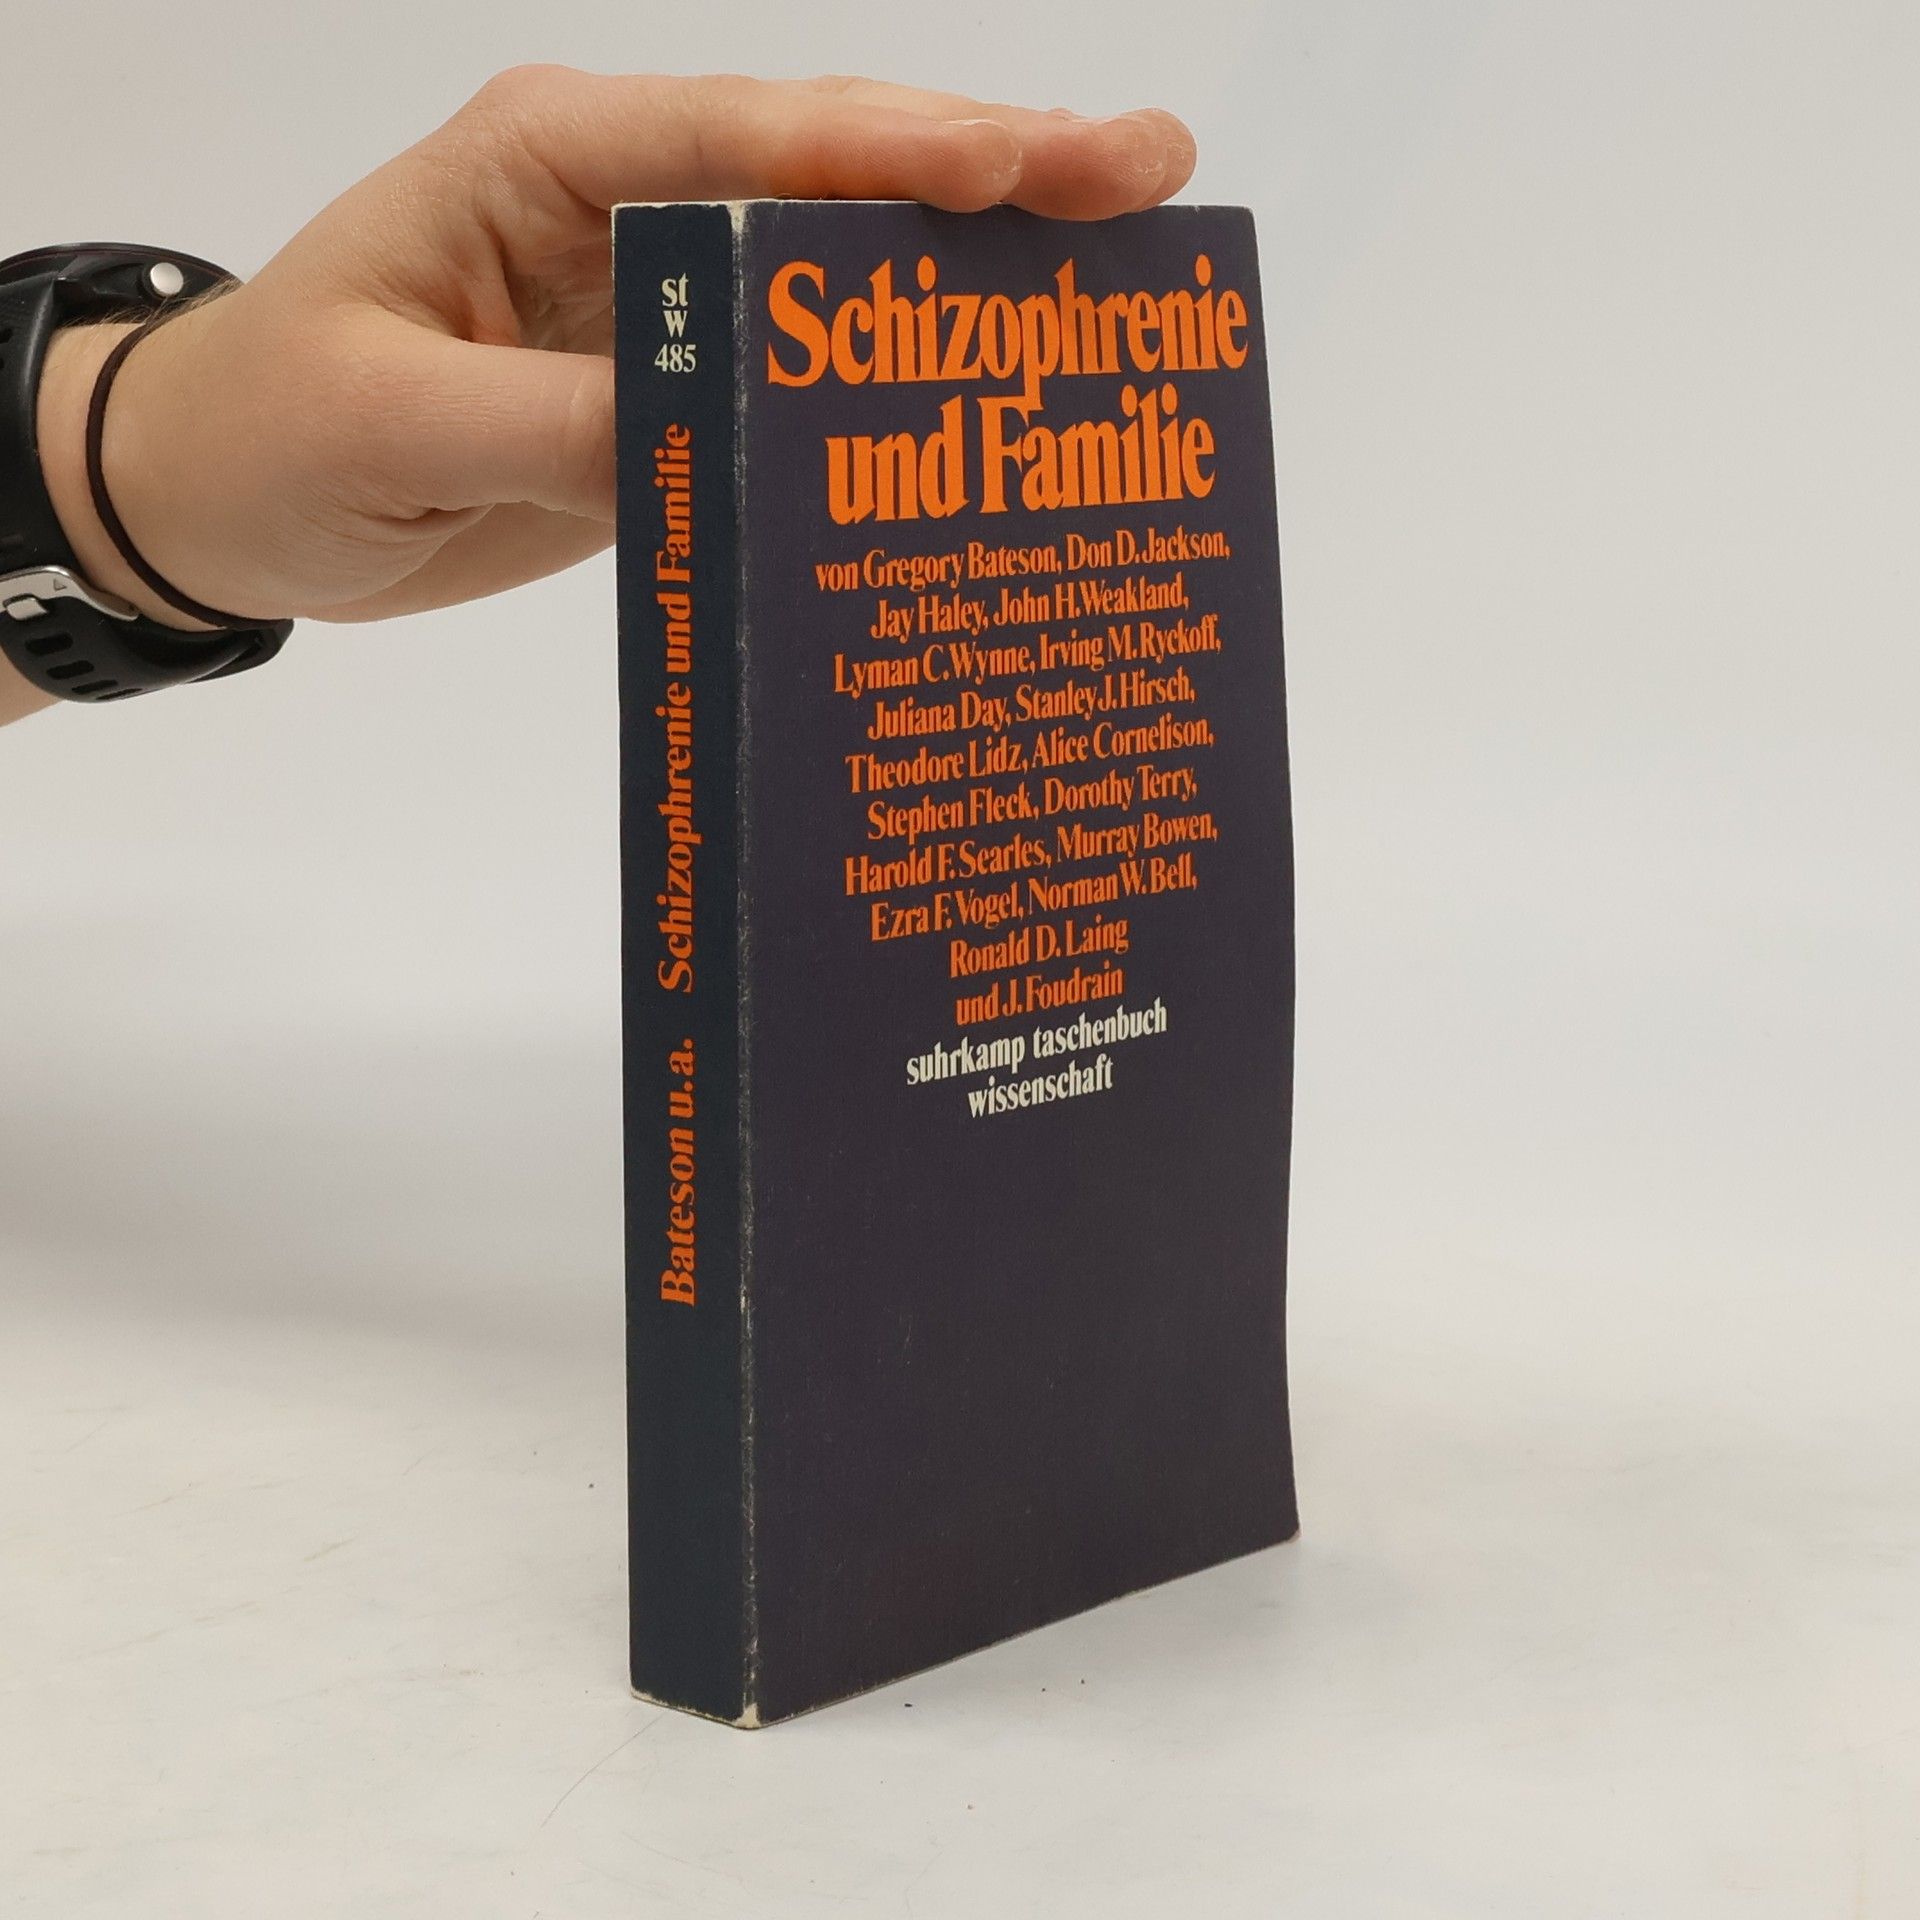 st
w
485
Bateson u.a. Schizophrenie und Familie
Schizophrenie
und Familie
von Gregory Bateson, Don D. Jackson,
Jay Haley, John H. Weakland,
Lyman C. Wynne, Irving M. Ryckoff,
Juliana Day, Stanley J. Hirsch,
Theodore Lidz, Alice Cornelison,
Stephen Fleck, Dorothy Terry,
Harold F. Searles, Murray Bowen,
Ezra F. Vogel, Norman W. Bell,
Ronald D. Laing
und J. Foudrain
suhrkamp taschenbuch
wissenschaft